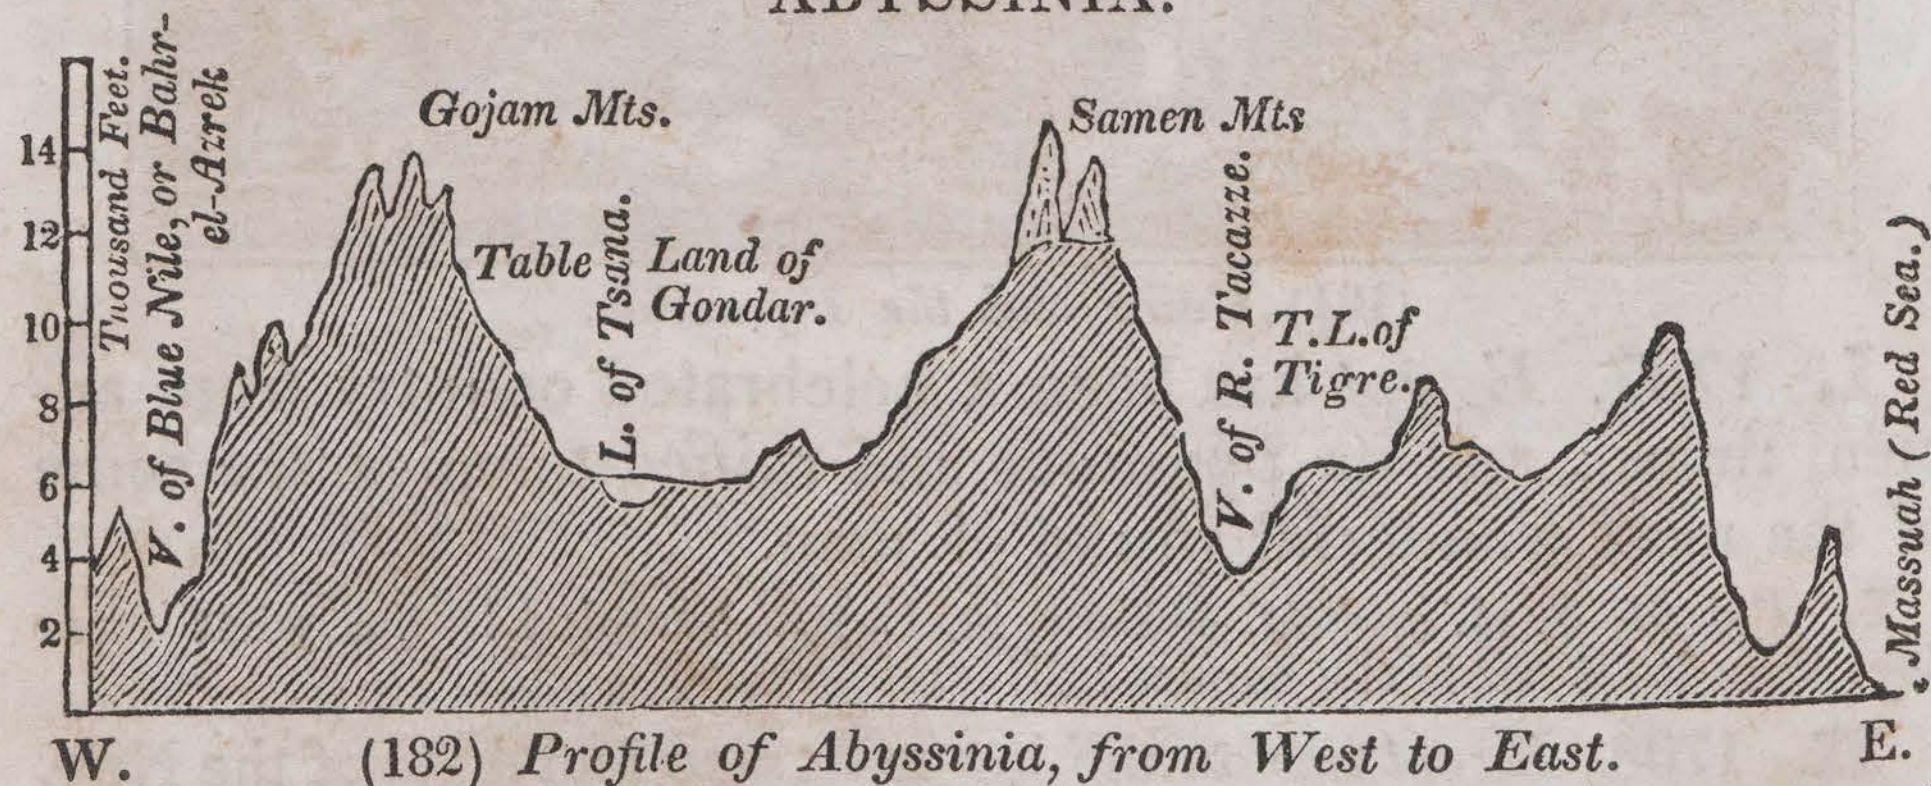 ABYSSINIA.
Thousand Feet.
V. of Blue Nile, or Bahr-
el-Azrek
Gojam Mts.
Table Land of
Gondar.
L. of Tsana.
Samen Mts
V. of R. Tacazze.
T.L. of
Tigre.
Massuah (Red Sea.)
14
12
10
8
6
4
2
W.
E.
(182) Profile of Abyssinia, from West to East.